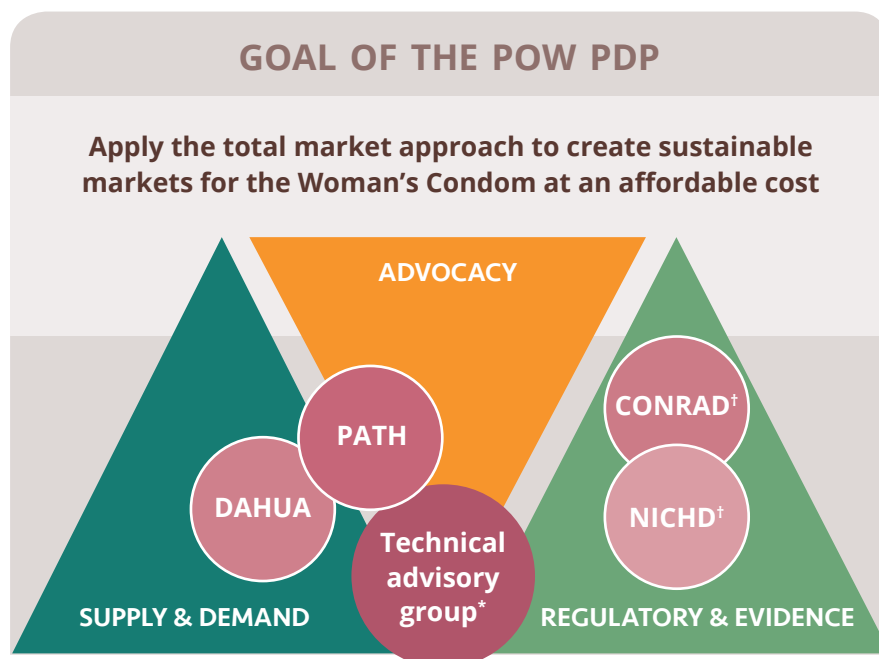 GOAL OF THE POW PDP
Apply the total market approach to create sustainable
markets for the Woman’s Condom at an affordable cost
ADVOCACY
CONRAD†
PATH
DAHUA
NICHD†
Technical
advisory
group*
SUPPLY & DEMAND
REGULATORY & EVIDENCE